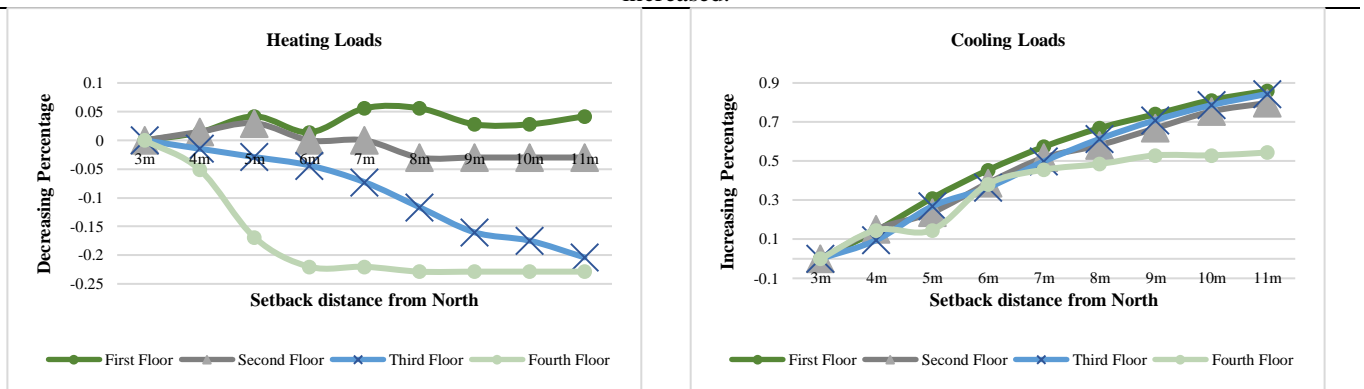 increased.
Heating Loads
Decreasing Percentage
0.1
0.05
0
-0.05
-0.1
-0.15
-0.2
-0.25
3m 4m 5m 6m 7m 8m 9m 10m 11m
Setback distance from North
First Floor Second Floor Third Floor Fourth Floor
Cooling Loads
Increasing Percentage
0.9
0.7
0.5
0.3
0.1
-0.1
3m 4m 5m 6m 7m 8m 9m 10m 11m
Setback distance from North
First Floor Second Floor Third Floor Fourth Floor